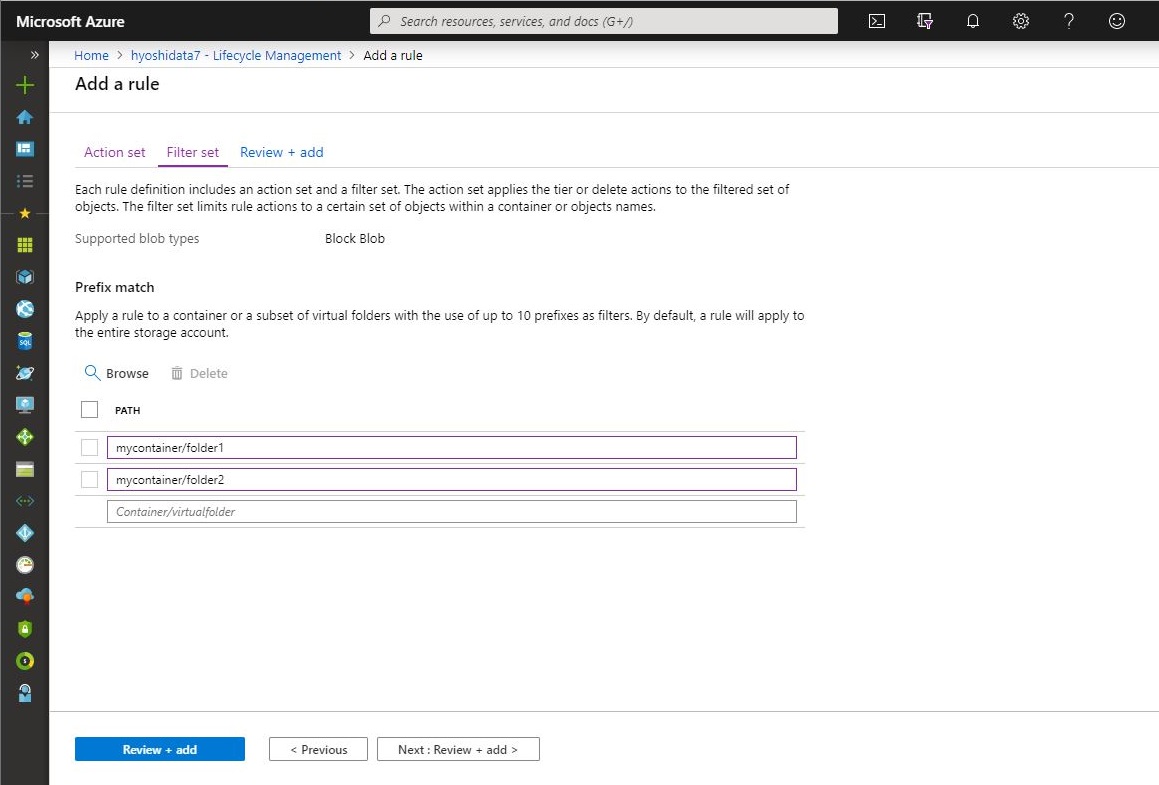 Microsoft Azure
Search resources, services, and docs (G+/)
Home > hyoshidata7 - Lifecycle Management > Add a rule
Add a rule
Action set Filter set Review + add
Each rule definition includes an action set and a filter set. The action set applies the tier or delete actions to the filtered set of
objects. The filter set limits rule actions to a certain set of objects within a container or objects names.
Supported blob types Block Blob
Prefix match
Apply a rule to a container or a subset of virtual folders with the use of up to 10 prefixes as filters. By default, a rule will apply to
the entire storage account.
Browse Delete
PATH
mycontainer/folder1
mycontainer/folder2
Container/virtualfolder
Review + add < Previous Next : Review + add >